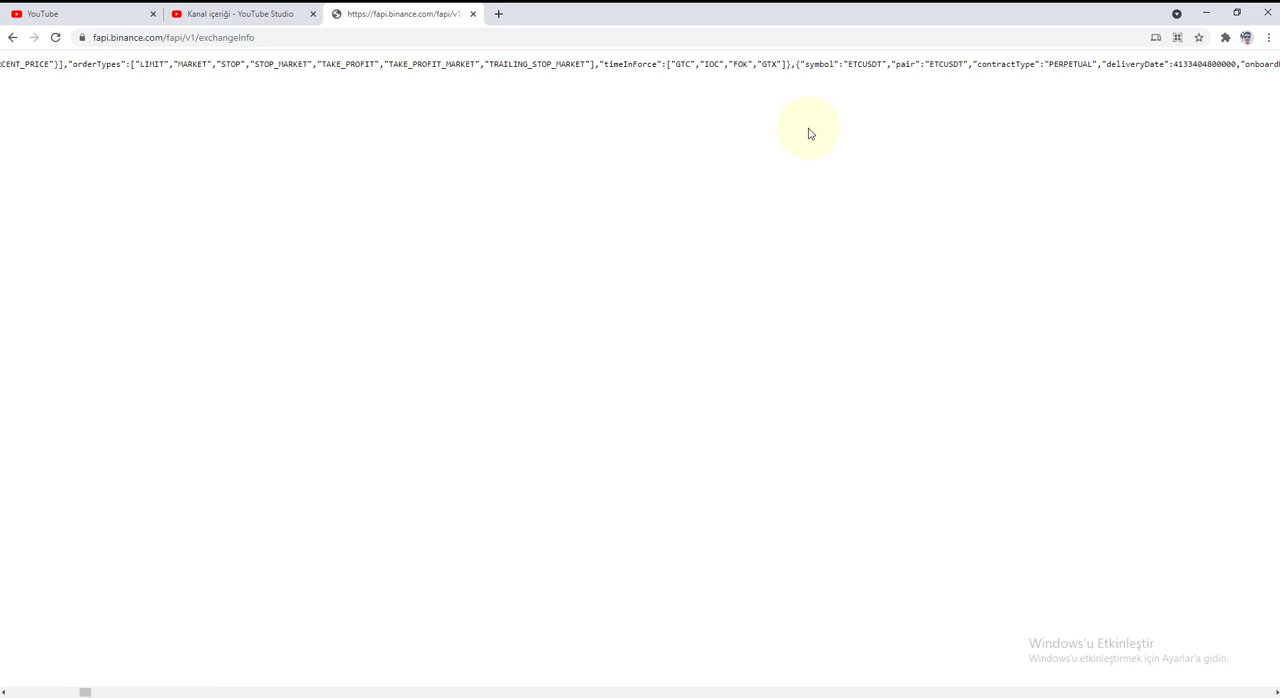 YouTube
Kanal içeriği - YouTube Studio
https://fapi.binance.com/fapi/v1
fapi.binance.com/fapi/v1/exchangeInfo
CENT_PRICE"}],"orderTypes":["LIMIT","MARKET","STOP","STOP_MARKET","TAKE_PROFIT","TAKE_PROFIT_MARKET","TRAILING_STOP_MARKET"],"timeInForce":["GTC","IOC","FOK","GTX"]},{"symbol":"ETCUSDT","pair":"ETCUSDT","contractType":"PERPETUAL","deliveryDate":4133404800000,"onboard
Windows'u Etkinleştir
Windows'u etkinleştirmek için Ayarlar'a gidin.